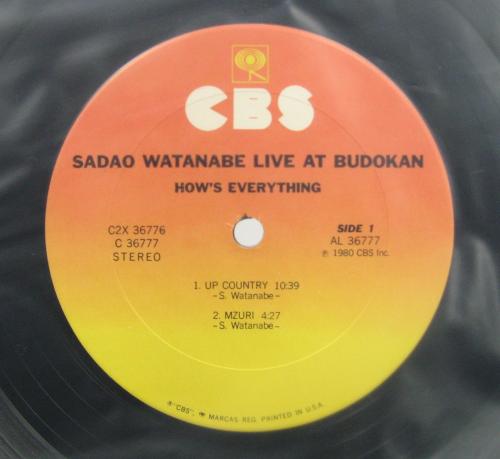 CBS
SADAO WATANABE LIVE AT BUDOKAN
HOW'S EVERYTHING
C2X 36776
C 36777
STEREO
SIDE 1
AL 36777
℗ 1980 CBS Inc.
1. UP COUNTRY 10:39
-S. Watanabe-
2. MZURI 4:27
-S. Watanabe-
℗"CBS", MARCAS REG. PRINTED IN U.S.A.